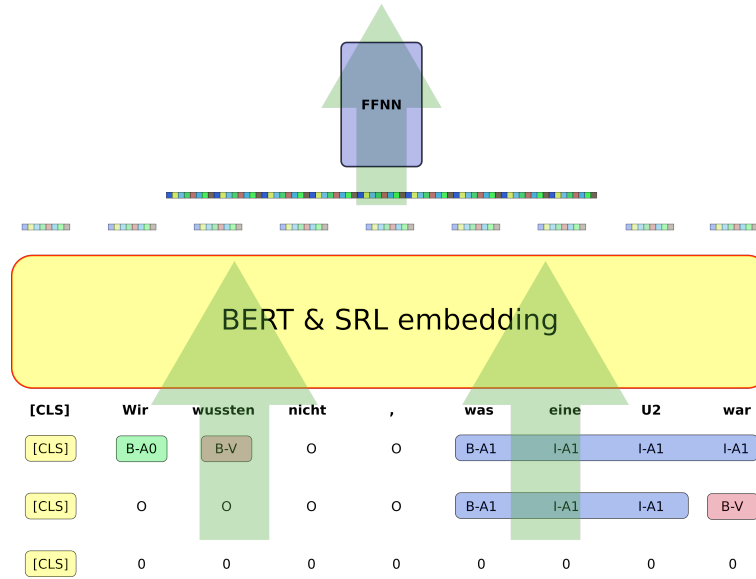 FFNN
BERT & SRL embedding
[CLS] Wir wussten nicht , was eine U2 war
[CLS] B-A0 B-V O O B-A1 I-A1 I-A1 I-A1
[CLS] O O O O B-A1 I-A1 I-A1 B-V
[CLS] 0 0 0 0 0 0 0 0